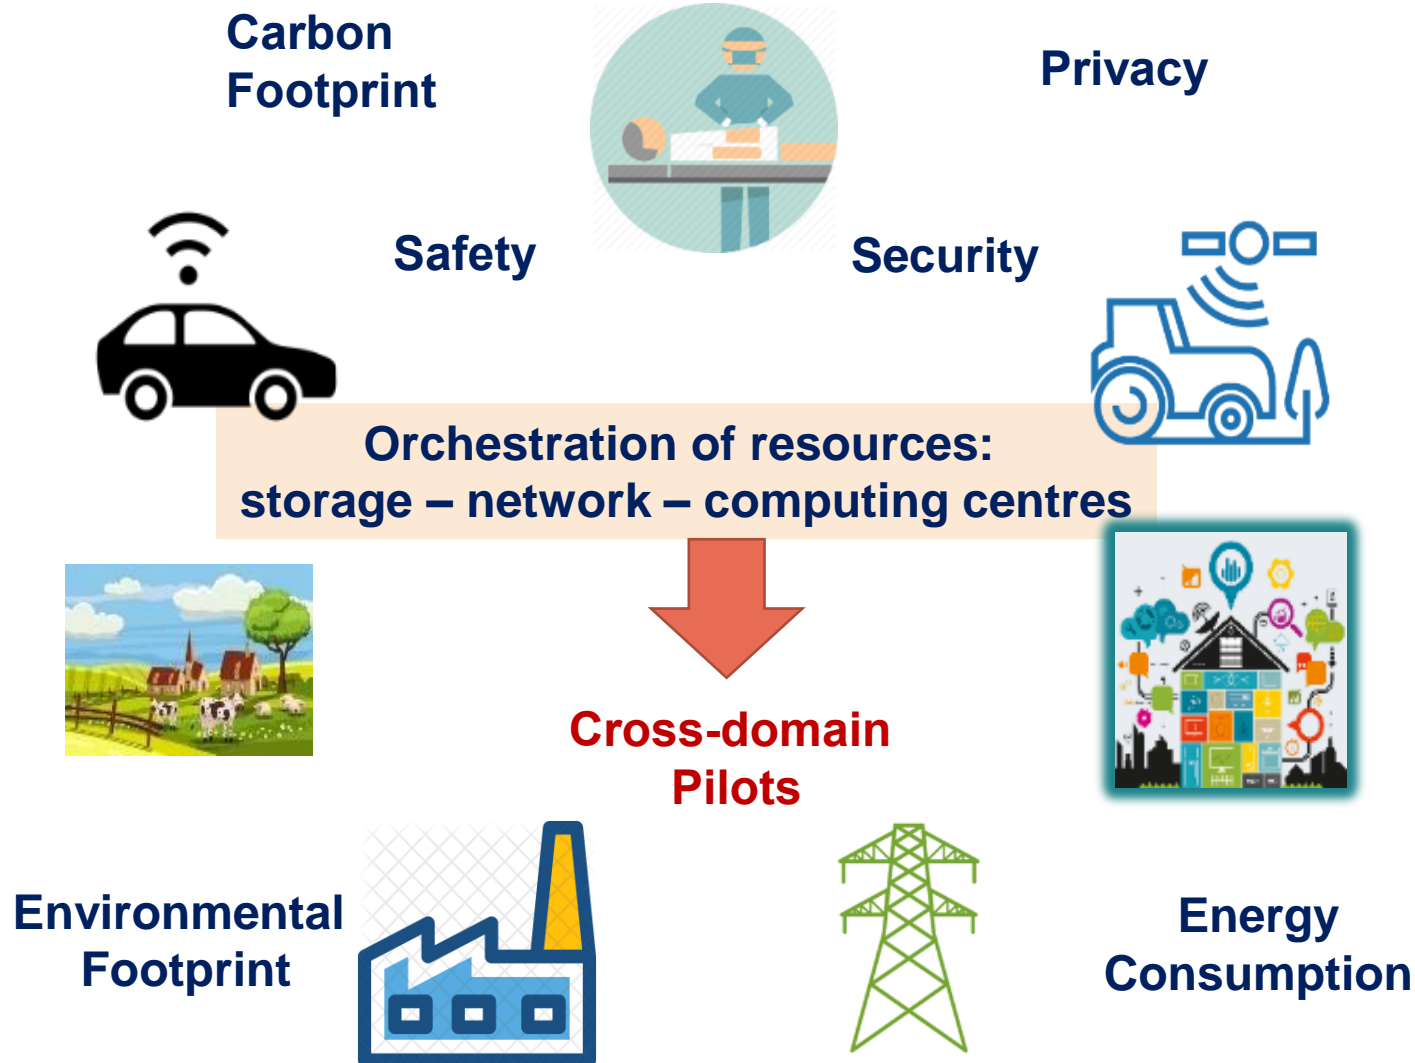 Carbon
Footprint
Privacy
Safety
Security
Orchestration of resources:
storage – network – computing centres
Cross-domain
Pilots
Environmental
Footprint
Energy
Consumption